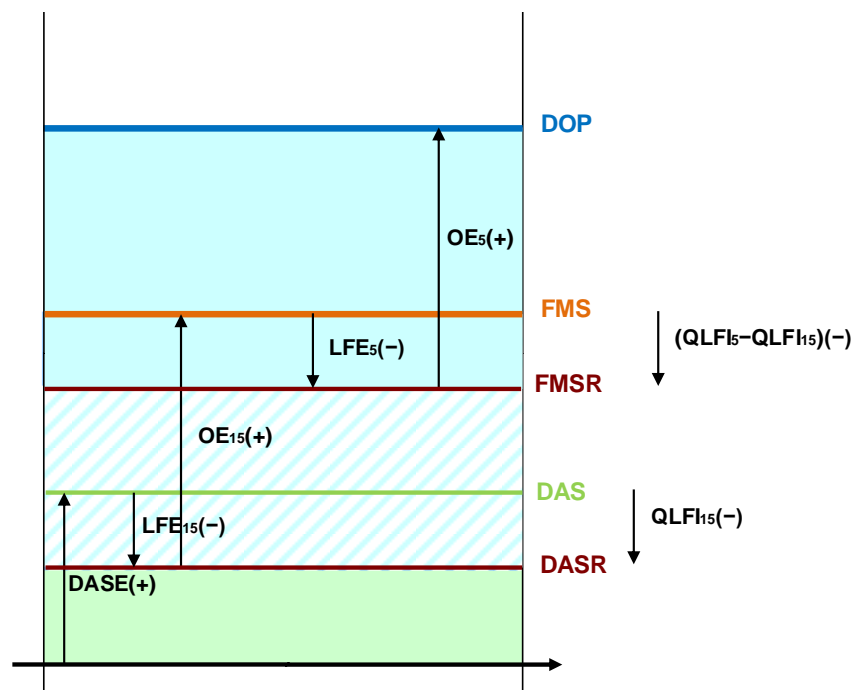 DOP
OE₅(+)
FMS
LFE₅(−)
(QLFI₅−QLFI₁₅)(−)
FMSR
OE₁₅(+)
DAS
LFE₁₅(−)
QLFI₁₅(−)
DASR
DASE(+)